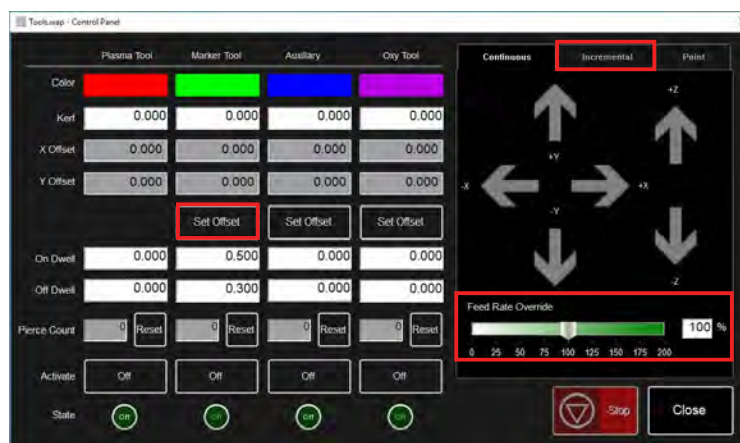 Tools.wap - Control Panel
Plasma Tool Marker Tool Auxiliary Oxy Tool
Color
Kerf 0.000 0.000 0.000 0.000
X Offset 0.000 0.000 0.000 0.000
Y Offset 0.000 0.000 0.000 0.000
Set Offset Set Offset Set Offset
On Dwell 0.000 0.500 0.000 0.000
Off Dwell 0.000 0.300 0.000 0.000
Pierce Count 0 Reset 0 Reset 0 Reset 0 Reset
Activate Off Off Off Off
State Off Off Off Off
Continuous Incremental Point
+Z
+Y
-X +X
-Y
-Z
Feed Rate Override
100 %
0 25 50 75 100 125 150 175 200
Stop Close